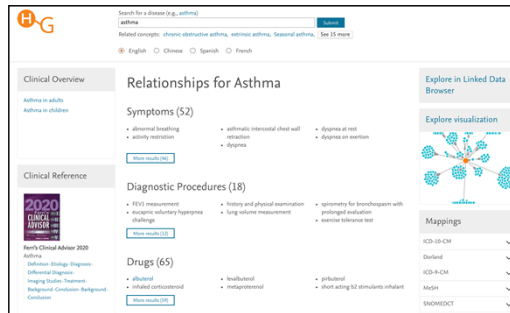 H G
Search for a disease (e.g., asthma)
asthma
Submit
Related concepts: chronic obstructive asthma, extrinsic asthma, Seasonal asthma, See 15 more
English Chinese Spanish French
Clinical Overview
Asthma in adults
Asthma in children
Clinical Reference
2020
Ferri's
CLINICAL
ADVISOR
Ferri's Clinical Advisor 2020
Asthma
Definition · Etiology · Diagnosis ·
Differential Diagnosis ·
Imaging Studies · Treatment ·
Background · Conclusion · Background ·
Conclusion
Relationships for Asthma
Symptoms (52)
• abnormal breathing
• activity restriction
• asthmatic intercostal chest wall
retraction
• dyspnea
• dyspnea at rest
• dyspnea on exertion
More results (46)
Diagnostic Procedures (18)
• FEV1 measurement
• eucapnic voluntary hyperpnea
challenge
• history and physical examination
• lung volume measurement
• spirometry for bronchospasm with
prolonged evaluation
• exercise tolerance test
More results (12)
Drugs (65)
• albuterol
• inhaled corticosteroid
• levalbuterol
• metaproterenol
• pirbuterol
• short acting b2 stimulants inhalant
More results (59)
Explore in Linked Data
Browser
Explore visualization
Mappings
ICD-10-CM
Dorland
ICD-9-CM
MeSH
SNOMEDCT